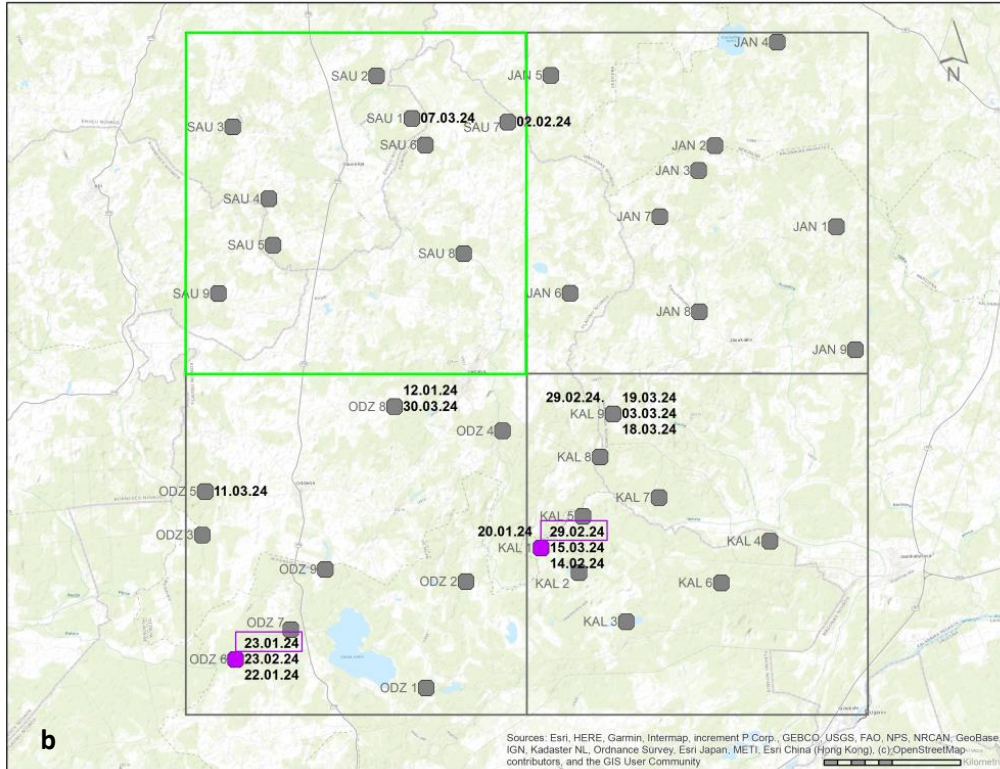 JAN 4
N
SAU 2
JAN 5
SAU 1 07.03.24
SAU 7 02.02.24
SAU 3
SAU 6
JAN 2
JAN 3
SAU 4
JAN 7
JAN 1
SAU 5
SAU 8
SAU 9
JAN 6
JAN 8
JAN 9
12.01.24
ODZ 8 30.03.24
29.02.24. 19.03.24
KAL 9 03.03.24
18.03.24
ODZ 4
KAL 8
ODZ 5 11.03.24
KAL 7
KAL 5
ODZ 3
20.01.24 29.02.24
KAL 1 15.03.24
14.02.24
KAL 4
ODZ 9
ODZ 2
KAL 2
KAL 6
KAL 3
ODZ 7
23.01.24
ODZ 6 23.02.24
22.01.24
ODZ 1
b
Sources: Esri, HERE, Garmin, Intermap, increment P Corp., GEBCO, USGS, FAO, NPS, NRCAN, GeoBase,
IGN, Kadaster NL, Ordnance Survey, Esri Japan, METI, Esri China (Hong Kong), (c) OpenStreetMap
contributors, and the GIS User Community